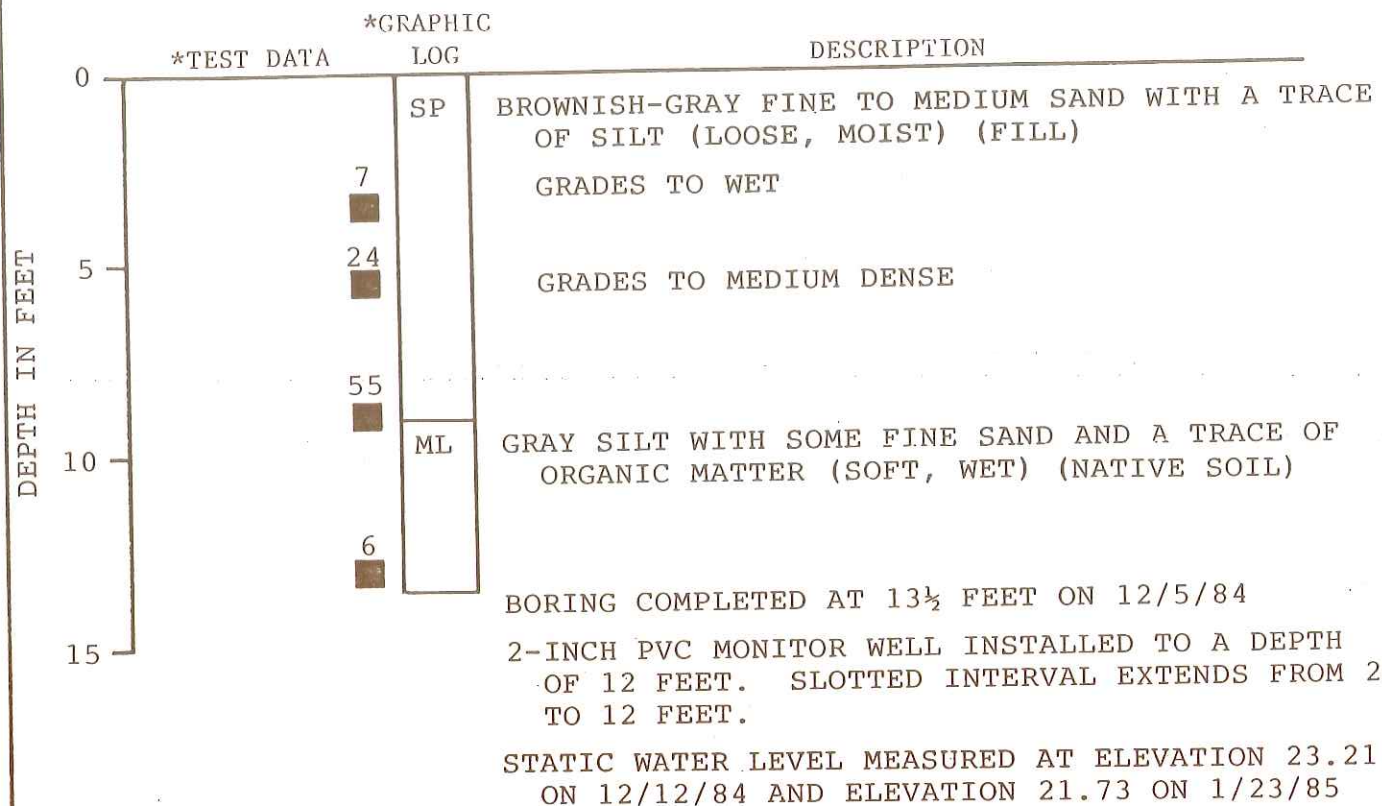 *GRAPHIC
*TEST DATA LOG DESCRIPTION
0
SP BROWNISH-GRAY FINE TO MEDIUM SAND WITH A TRACE
OF SILT (LOOSE, MOIST) (FILL)
7 GRADES TO WET
24
5 GRADES TO MEDIUM DENSE
DEPTH IN FEET
55
ML GRAY SILT WITH SOME FINE SAND AND A TRACE OF
10 ORGANIC MATTER (SOFT, WET) (NATIVE SOIL)
6
BORING COMPLETED AT 13½ FEET ON 12/5/84
15 2-INCH PVC MONITOR WELL INSTALLED TO A DEPTH
OF 12 FEET. SLOTTED INTERVAL EXTENDS FROM 2
TO 12 FEET.
STATIC WATER LEVEL MEASURED AT ELEVATION 23.21
ON 12/12/84 AND ELEVATION 21.73 ON 1/23/85